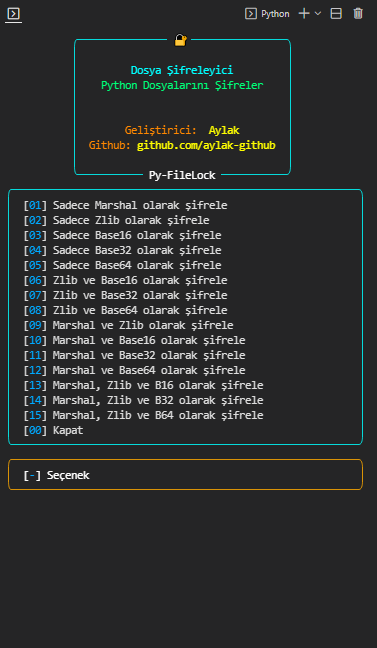 Python
Dosya Şifreleyici
Python Dosyalarını Şifreler
Geliştirici: Aylak
Github: github.com/aylak-github
Py-FileLock
[01] Sadece Marshal olarak şifrele
[02] Sadece Zlib olarak şifrele
[03] Sadece Base16 olarak şifrele
[04] Sadece Base32 olarak şifrele
[05] Sadece Base64 olarak şifrele
[06] Zlib ve Base16 olarak şifrele
[07] Zlib ve Base32 olarak şifrele
[08] Zlib ve Base64 olarak şifrele
[09] Marshal ve Zlib olarak şifrele
[10] Marshal ve Base16 olarak şifrele
[11] Marshal ve Base32 olarak şifrele
[12] Marshal ve Base64 olarak şifrele
[13] Marshal, Zlib ve B16 olarak şifrele
[14] Marshal, Zlib ve B32 olarak şifrele
[15] Marshal, Zlib ve B64 olarak şifrele
[00] Kapat
[-] Seçenek